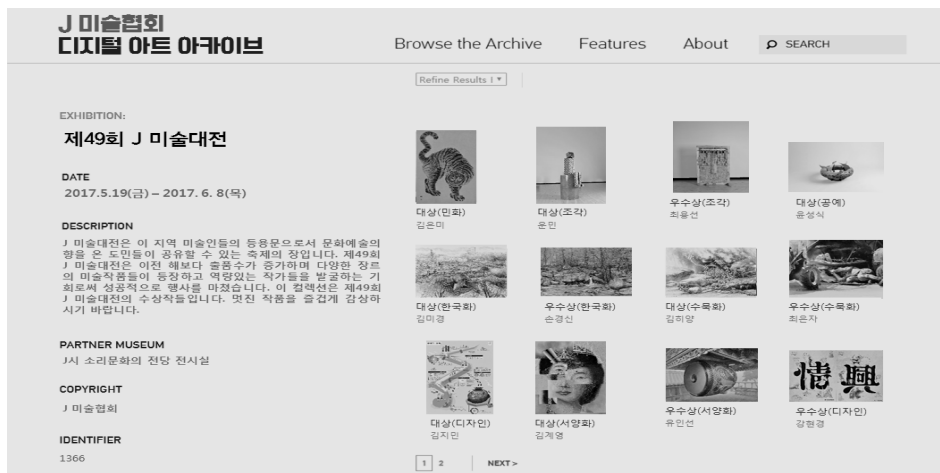 J 미술협회
디지털 아트 아카이브
Browse the Archive
Features
About
SEARCH
Refine Results | ▼
EXHIBITION:
제49회 J 미술대전
DATE
2017.5.19(금) – 2017. 6. 8(목)
DESCRIPTION
J 미술대전은 이 지역 미술인들의 등용문으로서 문화예술의
향을 온 도민들이 공유할 수 있는 축제의 장입니다. 제49회
J 미술대전은 이전 해보다 출품수가 증가하며 다양한 장르
의 미술작품들이 등장하고 역량있는 작가들을 발굴하는 기
회로써 성공적으로 행사를 마쳤습니다. 이 컬렉션은 제49회
J 미술대전의 수상작들입니다. 멋진 작품을 즐겁게 감상하
시기 바랍니다.
PARTNER MUSEUM
J시 소리문화의 전당 전시실
COPYRIGHT
J 미술협회
IDENTIFIER
1366
대상(민화)
김은미
대상(조각)
윤민
우수상(조각)
최용선
대상(공예)
윤성식
대상(한국화)
김미경
우수상(한국화)
손경신
대상(수묵화)
김히양
우수상(수묵화)
최은자
대상(디자인)
김지민
대상(서양화)
김계영
우수상(서양화)
유인선
우수상(디자인)
강현경
情 興
1 2 NEXT >